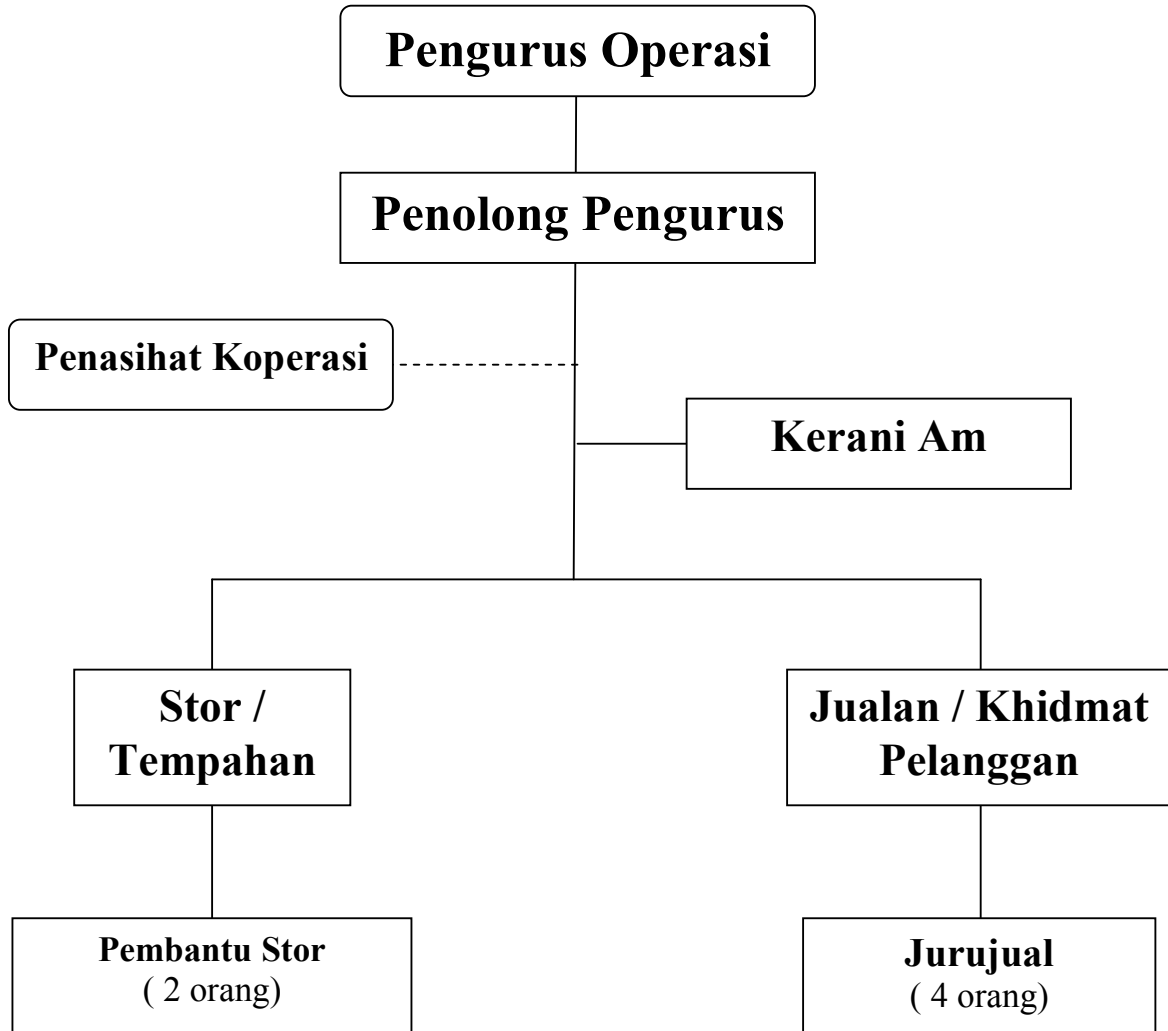 Pengurus Operasi
Penolong Pengurus
Penasihat Koperasi
Kerani Am
Stor /
Tempahan
Jualan / Khidmat
Pelanggan
Pembantu Stor
( 2 orang)
Jurujual
( 4 orang)